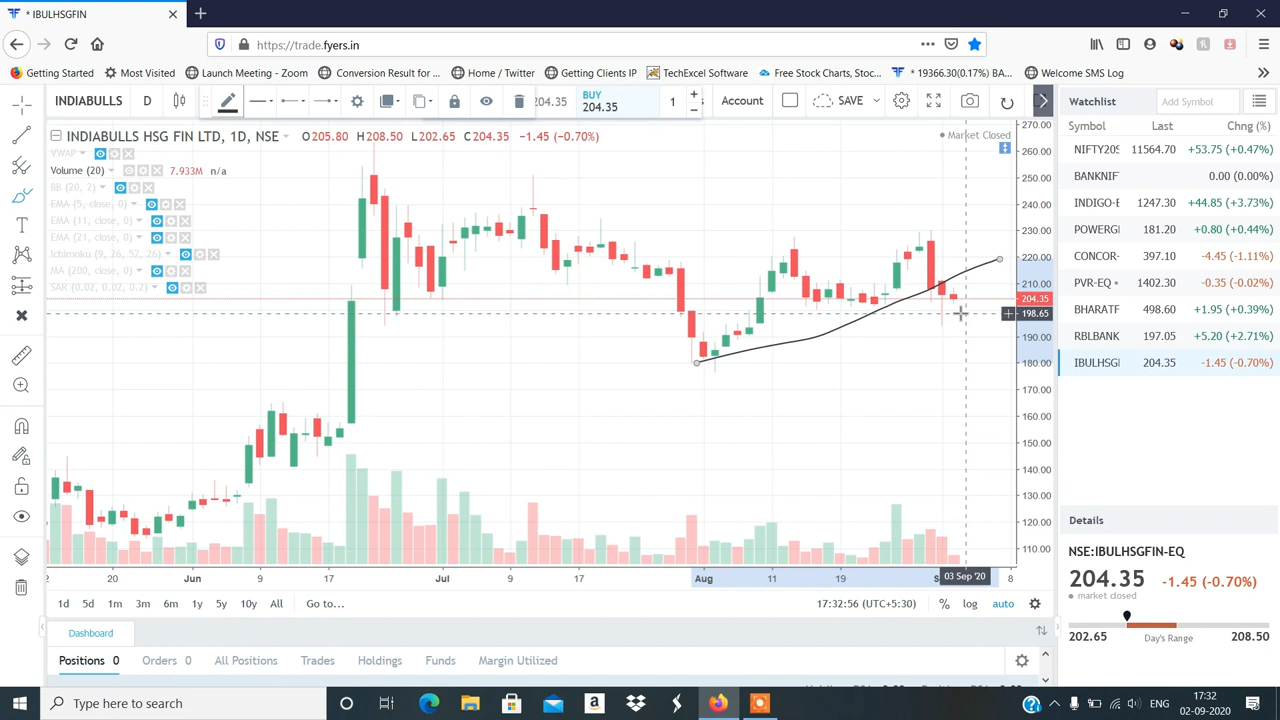 * IBULHSGFIN
https://trade.fyers.in
Getting Started Most Visited Launch Meeting - Zoom Conversion Result for ... Home / Twitter Getting Clients IP TechExcel Software Free Stock Charts, Stoc... * 19366.30(0.17%) BA... Welcome SMS Log
INDIABULLS D 204.35 BUY 204.35 1 Account SAVE
INDIABULLS HSG FIN LTD, 1D, NSE O 205.80 H 208.50 L 202.65 C 204.35 -1.45 (-0.70%)
Market Closed
VWAP
Volume (20) 7.933M n/a
BB (20, 2)
EMA (5, close, 0)
EMA (11, close, 0)
EMA (21, close, 0)
Ichimoku (9, 26, 52, 26)
MA (200, close, 0)
SAR (0.02, 0.02, 0.2)
270.00
260.00
250.00
240.00
230.00
220.00
210.00
204.35
198.65
190.00
180.00
170.00
160.00
150.00
140.00
130.00
120.00
110.00
20 Jun 9 17 Jul 9 17 Aug 11 19 03 Sep '20 8
1d 5d 1m 3m 6m 1y 5y 10y All Go to... 17:32:56 (UTC+5:30) % log auto
Dashboard
Positions 0 Orders 0 All Positions Trades Holdings Funds Margin Utilized
Watchlist Add Symbol
Symbol Last Chng (%)
NIFTY20S 11564.70 +53.75 (+0.47%)
BANKNIF 0.00 (0.00%)
INDIGO-E 1247.30 +44.85 (+3.73%)
POWERG 181.20 +0.80 (+0.44%)
CONCOR- 397.10 -4.45 (-1.11%)
PVR-EQ 1402.30 -0.35 (-0.02%)
BHARATF 498.60 +1.95 (+0.39%)
RBLBANK 197.05 +5.20 (+2.71%)
IBULHSG 204.35 -1.45 (-0.70%)
Details
NSE:IBULHSGFIN-EQ
204.35 -1.45 (-0.70%)
market closed
202.65 Day's Range 208.50
Type here to search
ENG
17:32
02-09-2020